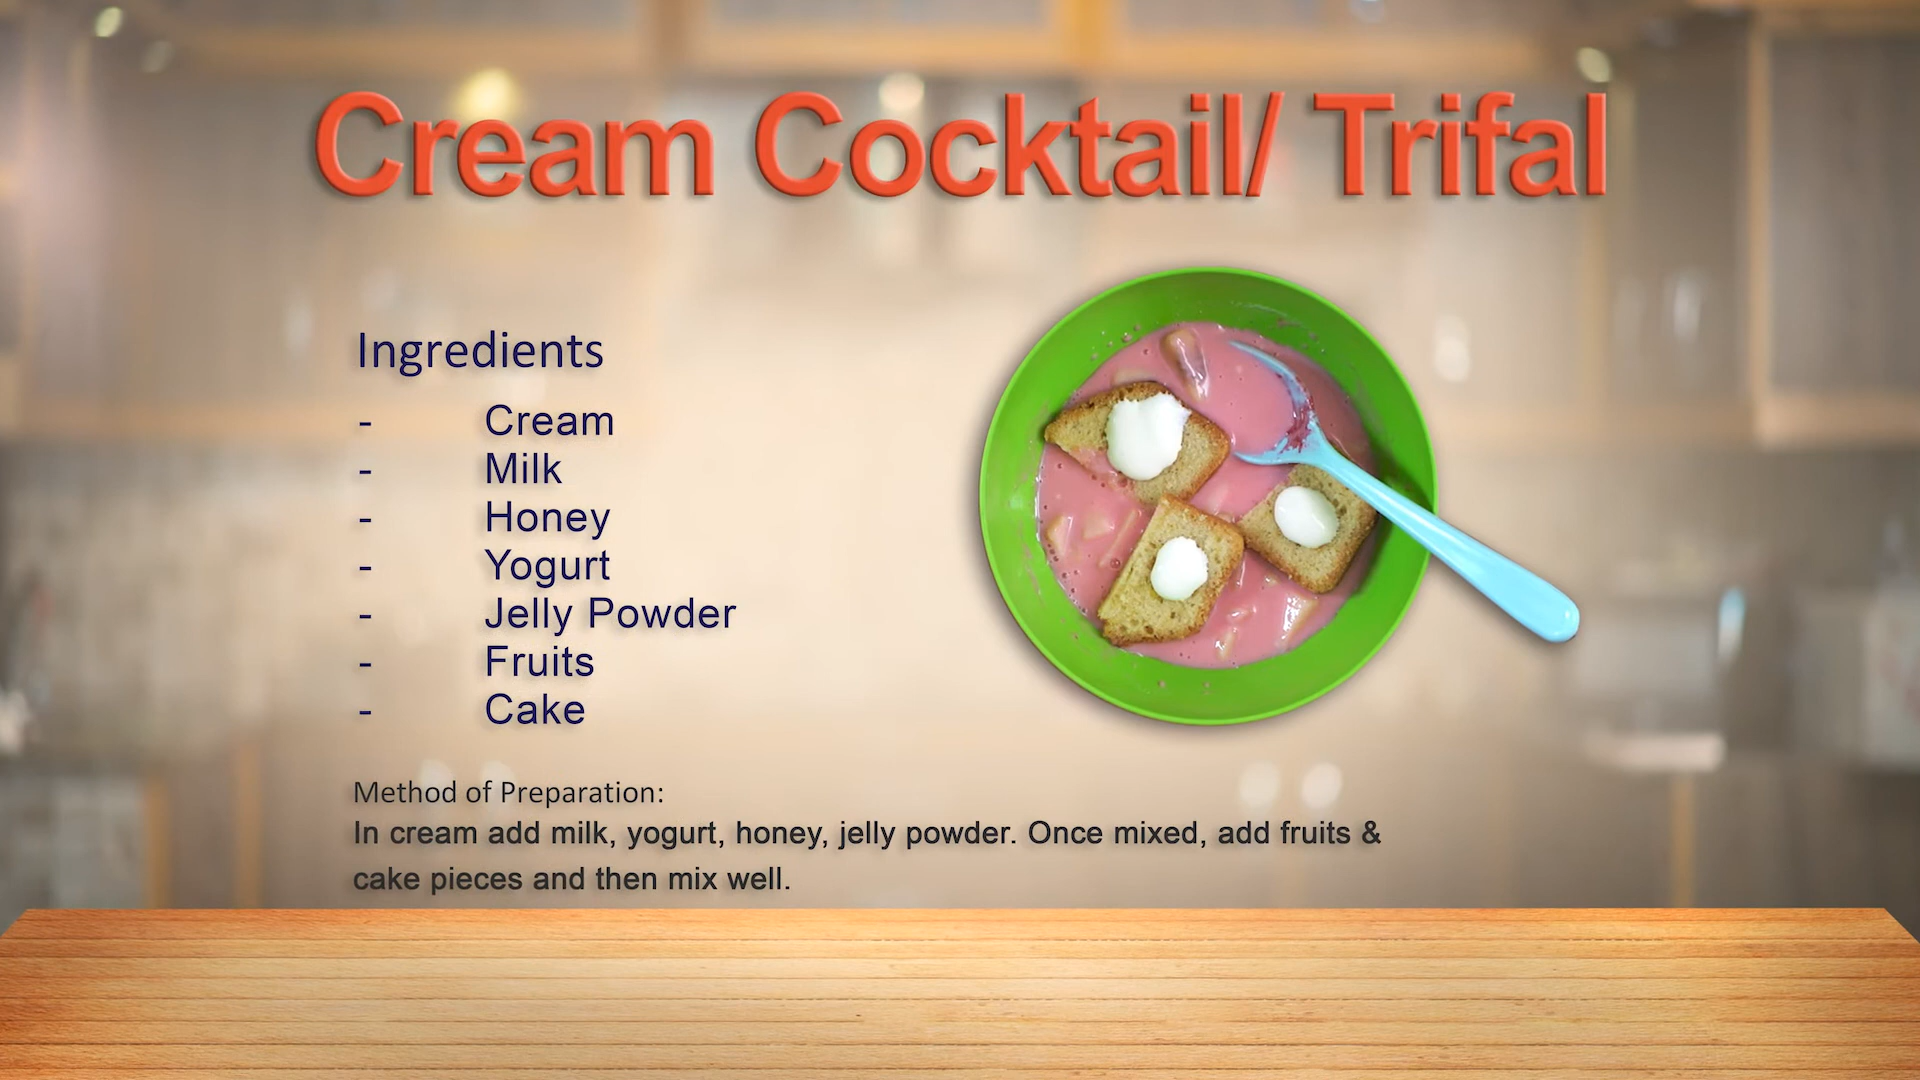 Cream Cocktail/ Trifal
Ingredients
- Cream
- Milk
- Honey
- Yogurt
- Jelly Powder
- Fruits
- Cake
Method of Preparation:
In cream add milk, yogurt, honey, jelly powder. Once mixed, add fruits &
cake pieces and then mix well.